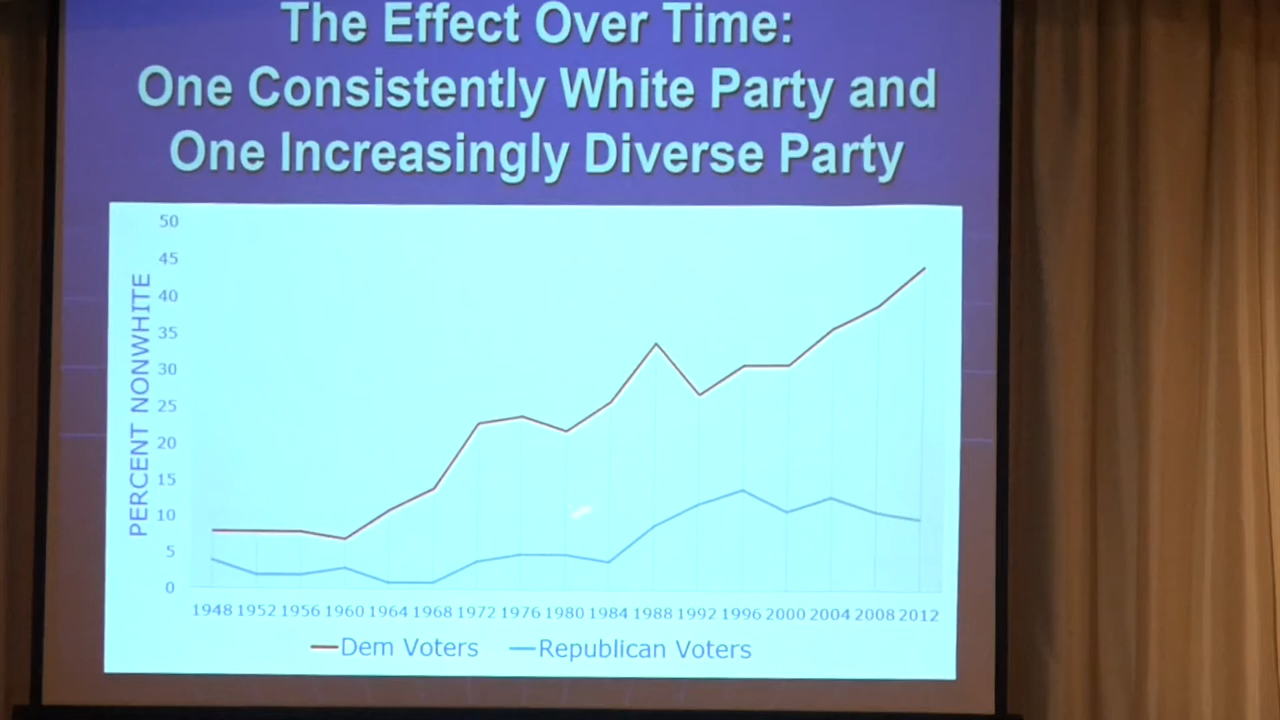 The Effect Over Time:
One Consistently White Party and
One Increasingly Diverse Party
PERCENT NONWHITE
50
45
40
35
30
25
20
15
10
5
0
1948 1952 1956 1960 1964 1968 1972 1976 1980 1984 1988 1992 1996 2000 2004 2008 2012
Dem Voters Republican Voters